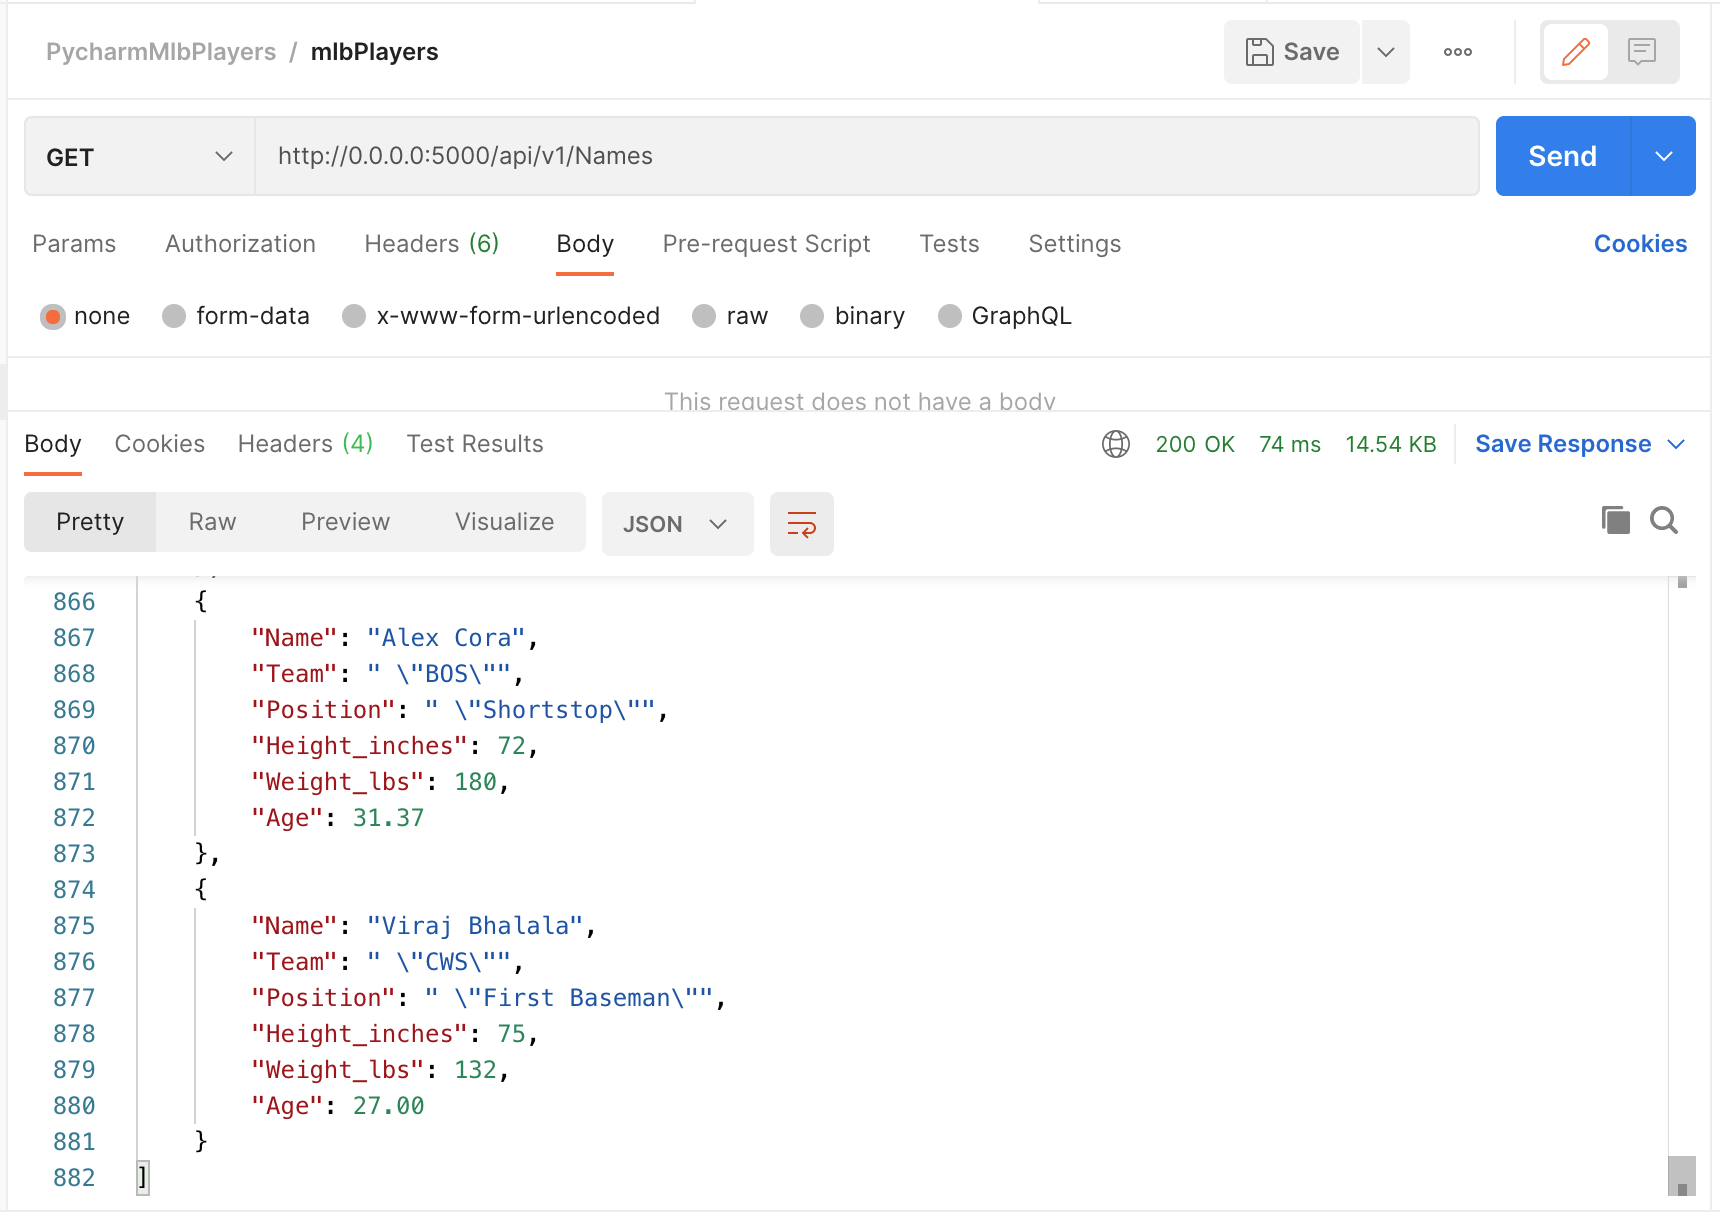 PycharmMlbPlayers / mlbPlayers
Save
GET
http://0.0.0.0:5000/api/v1/Names
Send
Params Authorization Headers (6) Body Pre-request Script Tests Settings Cookies
none form-data x-www-form-urlencoded raw binary GraphQL
This request does not have a body
Body Cookies Headers (4) Test Results 200 OK 74 ms 14.54 KB Save Response
Pretty Raw Preview Visualize JSON
866 {
867 "Name": "Alex Cora",
868 "Team": " \"BOS\"",
869 "Position": " \"Shortstop\"",
870 "Height_inches": 72,
871 "Weight_lbs": 180,
872 "Age": 31.37
873 },
874 {
875 "Name": "Viraj Bhalala",
876 "Team": " \"CWS\"",
877 "Position": " \"First Baseman\"",
878 "Height_inches": 75,
879 "Weight_lbs": 132,
880 "Age": 27.00
881 }
882 ]